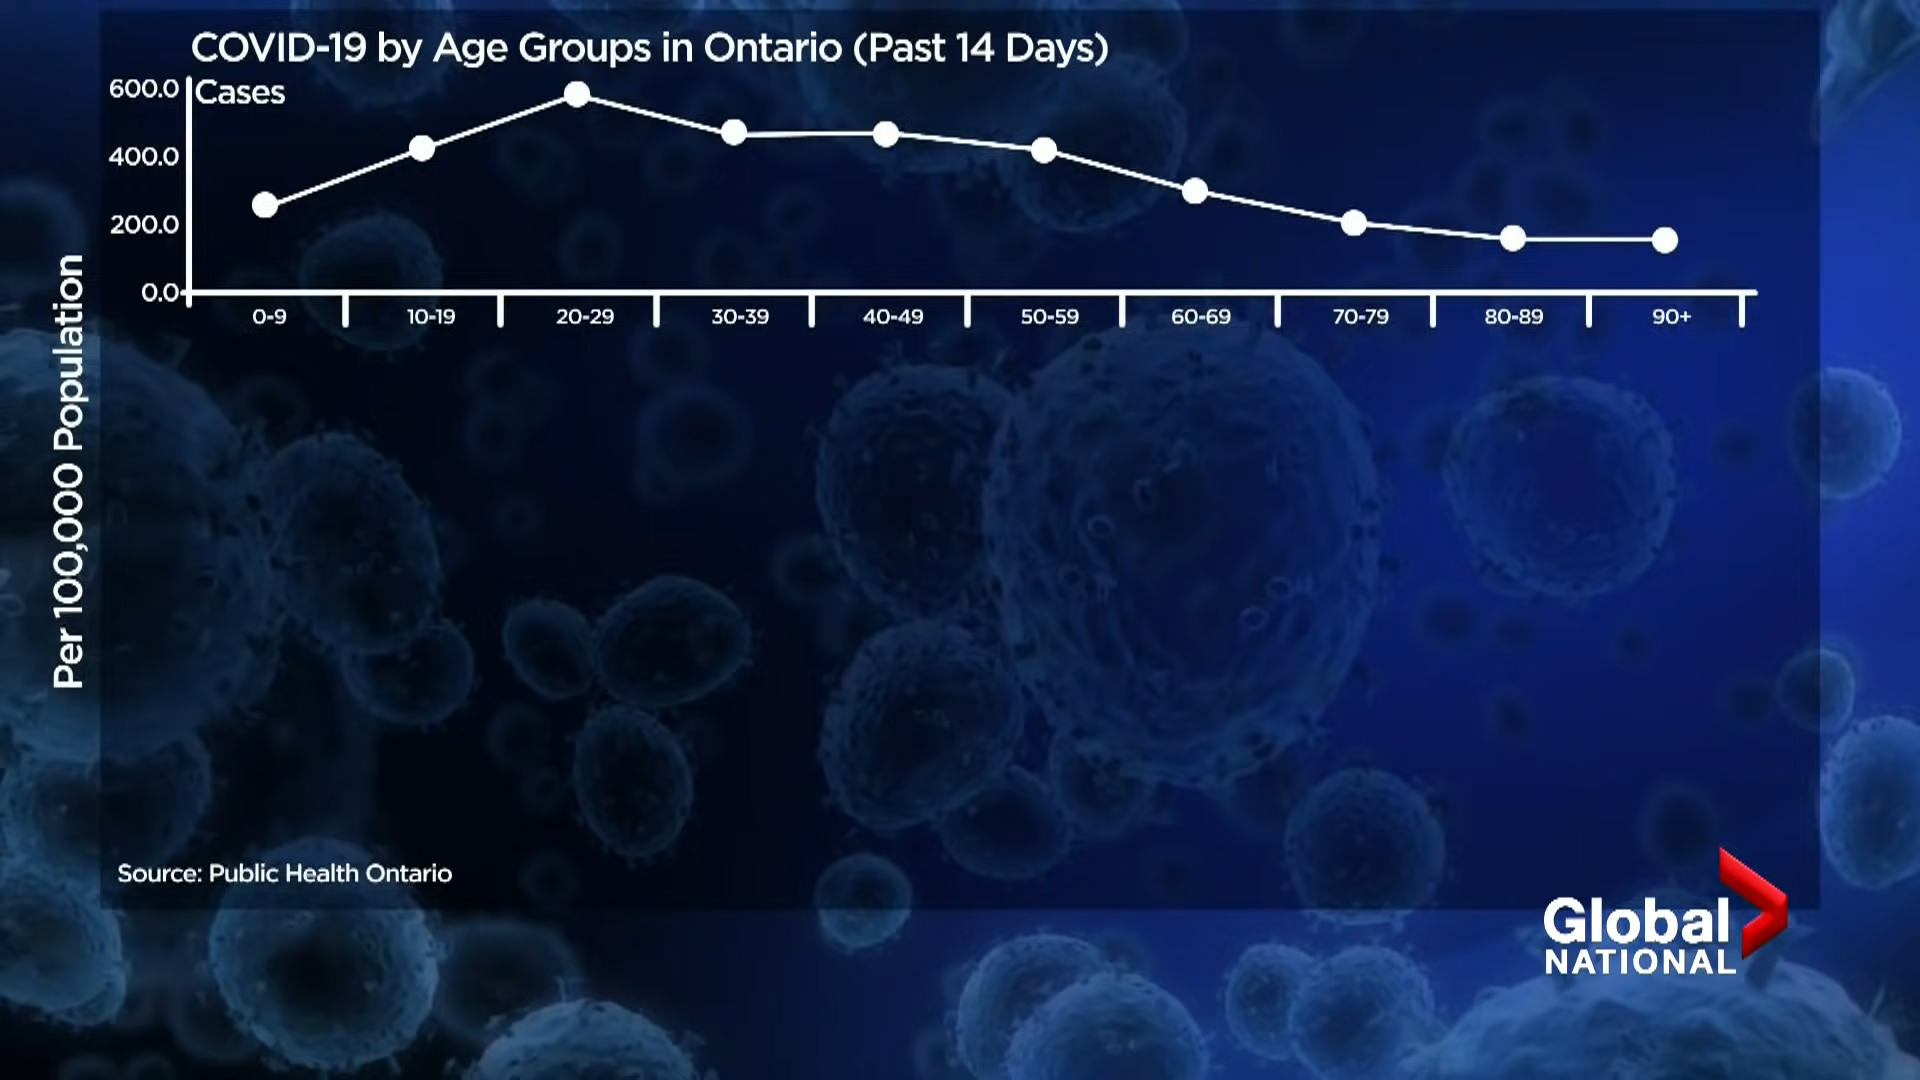 COVID-19 by Age Groups in Ontario (Past 14 Days)
600.0
Cases
400.0
200.0
0.0
0-9 10-19 20-29 30-39 40-49 50-59 60-69 70-79 80-89 90+
Per 100,000 Population
Source: Public Health Ontario
Global
NATIONAL